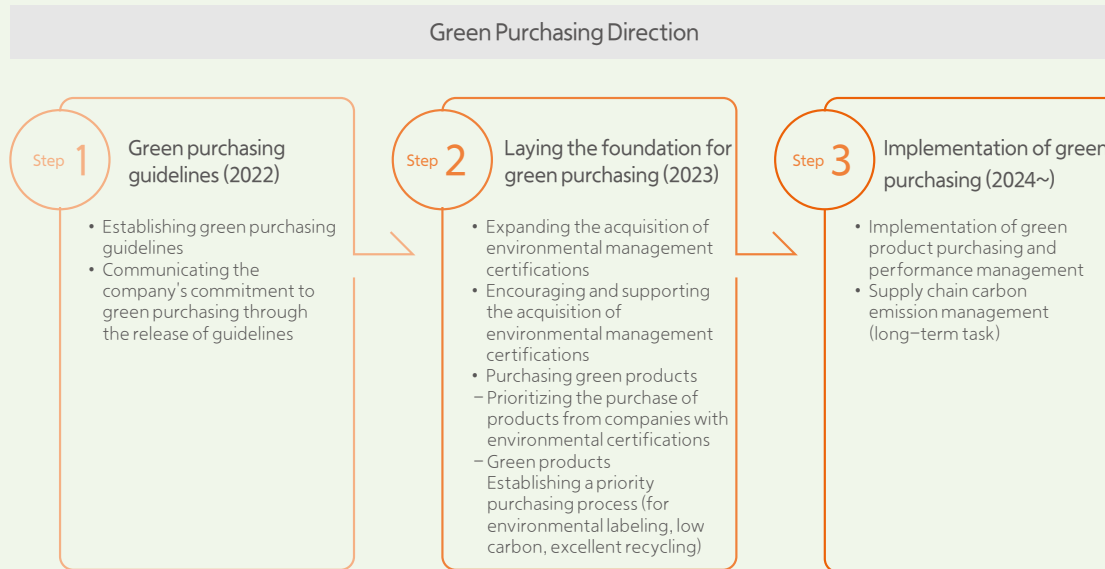 Green Purchasing Direction
Step 1
Green purchasing
guidelines (2022)
• Establishing green purchasing
guidelines
• Communicating the
company's commitment to
green purchasing through
the release of guidelines
Step 2
Laying the foundation for
green purchasing (2023)
• Expanding the acquisition of
environmental management
certifications
• Encouraging and supporting
the acquisition of
environmental management
certifications
• Purchasing green products
– Prioritizing the purchase of
products from companies with
environmental certifications
– Green products
Establishing a priority
purchasing process (for
environmental labeling, low
carbon, excellent recycling)
Step 3
Implementation of green
purchasing (2024~)
• Implementation of green
product purchasing and
performance management
• Supply chain carbon
emission management
(long-term task)